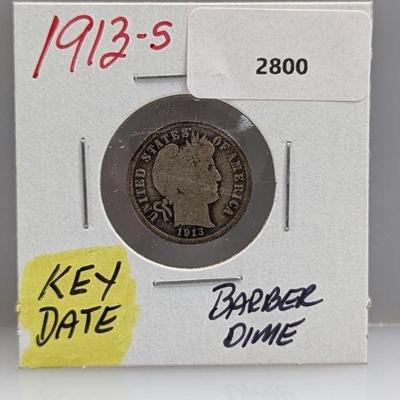 1913-S
2800
UNITED STATES OF AMERICA
1913
KEY
DATE
BARBER
DIME